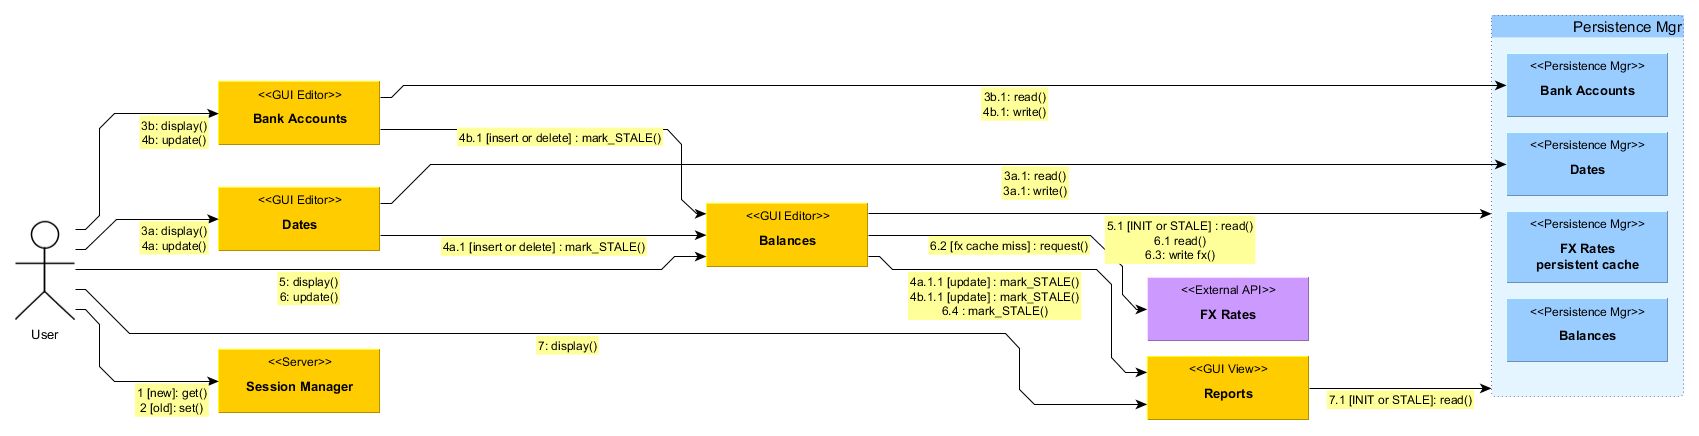 Persistence Mgr
<<GUI Editor>>
Bank Accounts
3b: display()
4b: update()
3b.1: read()
4b.1: write()
<<Persistence Mgr>>
Bank Accounts
4b.1 [insert or delete] : mark_STALE()
<<GUI Editor>>
Dates
3a: display()
4a: update()
3a.1: read()
3a.1: write()
<<Persistence Mgr>>
Dates
4a.1 [insert or delete] : mark_STALE()
<<GUI Editor>>
Balances
5.1 [INIT or STALE] : read()
6.1 read()
6.3: write fx()
6.2 [fx cache miss] : request()
<<Persistence Mgr>>
FX Rates
persistent cache
5: display()
6: update()
4a.1.1 [update] : mark_STALE()
4b.1.1 [update] : mark_STALE()
6.4 : mark_STALE()
<<External API>>
FX Rates
<<Persistence Mgr>>
Balances
User
7: display()
<<Server>>
Session Manager
1 [new]: get()
2 [old]: set()
<<GUI View>>
Reports
7.1 [INIT or STALE]: read()